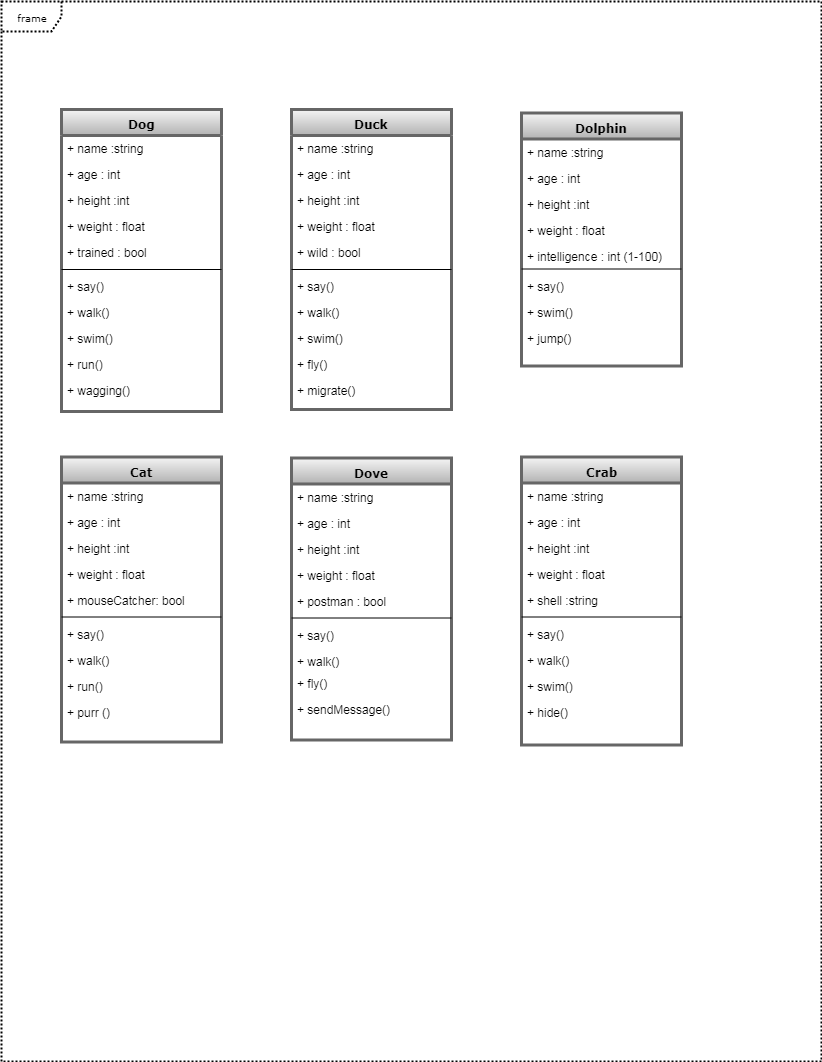 frame
Dog
+ name :string
+ age : int
+ height :int
+ weight : float
+ trained : bool
+ say()
+ walk()
+ swim()
+ run()
+ wagging()
Duck
+ name :string
+ age : int
+ height :int
+ weight : float
+ wild : bool
+ say()
+ walk()
+ swim()
+ fly()
+ migrate()
Dolphin
+ name :string
+ age : int
+ height :int
+ weight : float
+ intelligence : int (1-100)
+ say()
+ swim()
+ jump()
Cat
+ name :string
+ age : int
+ height :int
+ weight : float
+ mouseCatcher: bool
+ say()
+ walk()
+ run()
+ purr ()
Dove
+ name :string
+ age : int
+ height :int
+ weight : float
+ postman : bool
+ say()
+ walk()
+ fly()
+ sendMessage()
Crab
+ name :string
+ age : int
+ height :int
+ weight : float
+ shell :string
+ say()
+ walk()
+ swim()
+ hide()